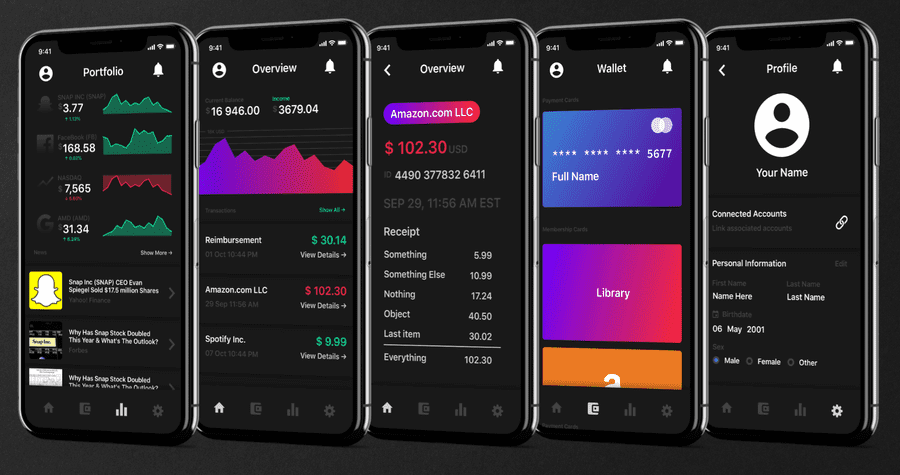 9:41
Portfolio
SNAP INC (SNAP)
$3.77
1.13%
FaceBook (FB)
$168.58
0.60%
NASDAQ
$7,565
AMD (AMD)
$31.34
6.29%
News
Show More →
Snap Inc (SNAP) CEO Evan
Spiegel Sold $17.5 million Shares
Yahoo! Finance
Why Has Snap Stock Doubled
This Year & What's The Outlook?
Forbes
Why Has Snap Stock Doubled
This Year & What's The Outlook?
9:41
Overview
Current Balance
$16 946.00
Income
$3679.04
Transactions
Show All →
Reimbursement
$ 30.14
01 Oct 10:44 PM
View Details →
Amazon.com LLC
$ 102.30
29 Sep 11:56 AM
View Details →
Spotify Inc.
$ 9.99
07 Oct 10:44 PM
View Details →
9:41
Overview
Amazon.com LLC
$ 102.30 USD
ID 4490 377832 6411
SEP 29, 11:56 AM EST
Receipt
Something 5.99
Something Else 10.99
Nothing 17.24
Object 40.50
Last item 30.02
Everything 102.30
9:41
Wallet
Payment Cards
**** **** **** 5677
Full Name
Membership Cards
Library
a
Payment Cards
9:41
Profile
Your Name
Connected Accounts
Link associated accounts
Personal Information
Edit
First Name
Last Name
Name Here
Last Name
Birthdate
06 May 2001
Sex
Male
Female
Other